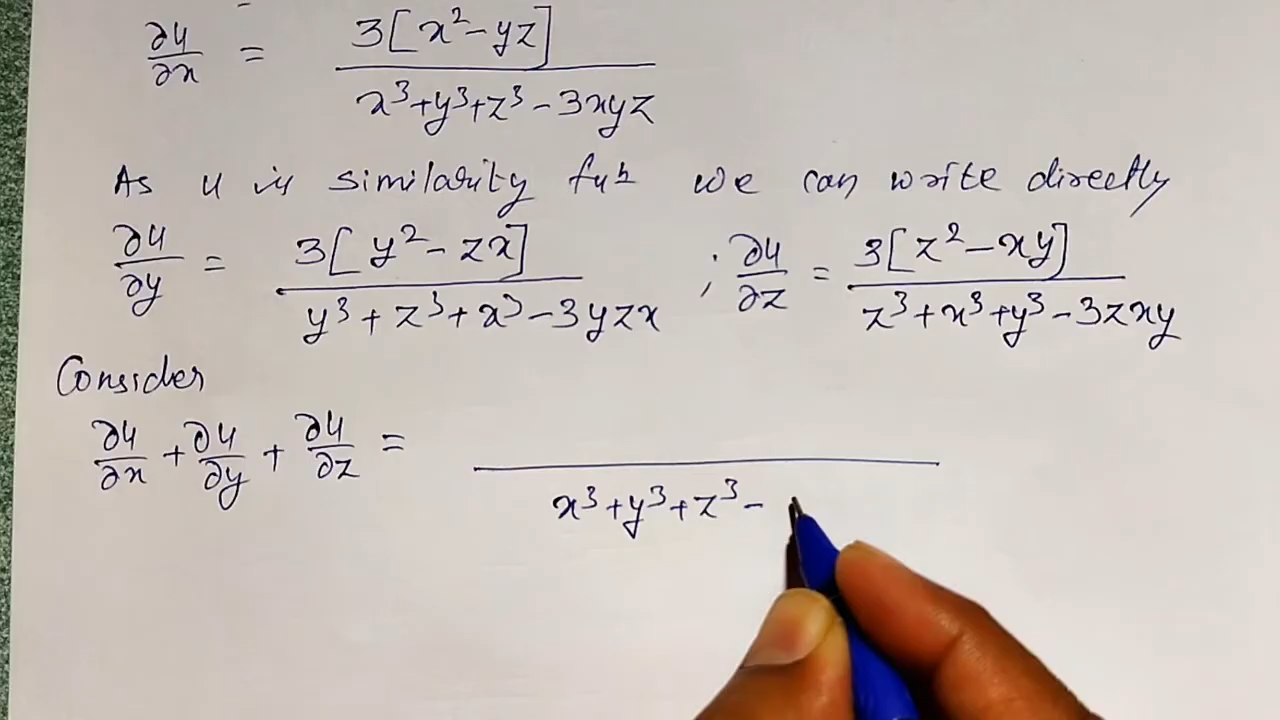 ∂u/∂x = 3[x²-yz] / x³+y³+z³-3xyz
As u is similarity fun we can write directly
∂u/∂y = 3[y²-zx] / y³+z³+x³-3yzx ; ∂u/∂z = 3[z²-xy] / z³+x³+y³-3zxy
Consider
∂u/∂x + ∂u/∂y + ∂u/∂z = / x³+y³+z³-